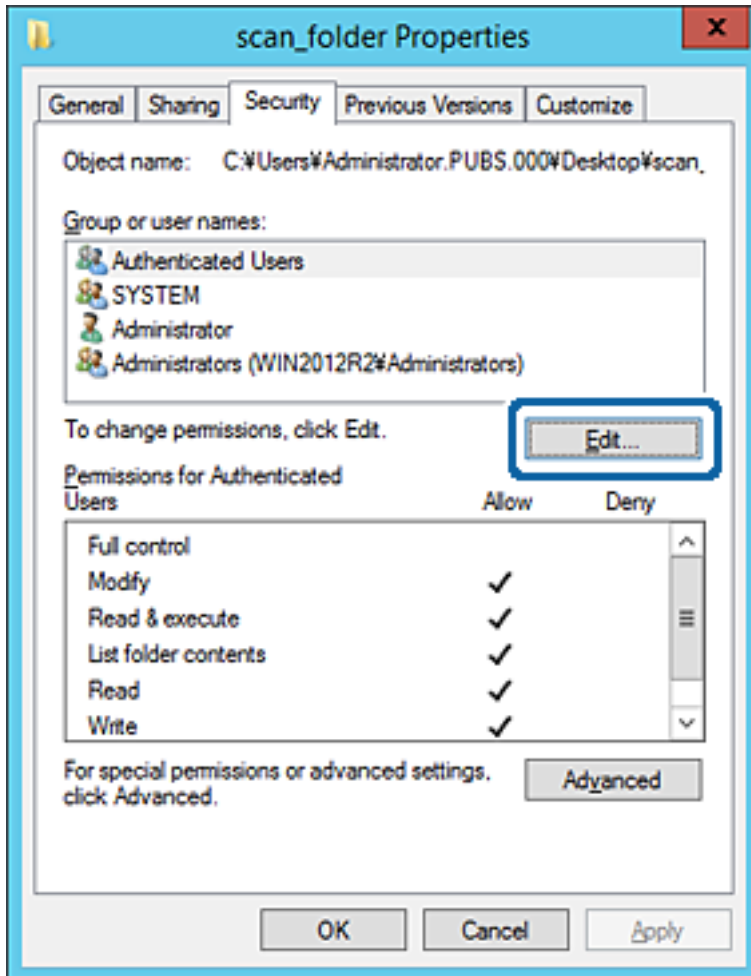 scan_folder Properties
x
General Sharing Security Previous Versions Customize
Object name: C:¥Users¥Administrator.PUBS.000¥Desktop¥scan_
Group or user names:
Authenticated Users
SYSTEM
Administrator
Administrators (WIN2012R2¥Administrators)
To change permissions, click Edit.
Edit...
Permissions for Authenticated
Users Allow Deny
Full control
Modify
Read & execute
List folder contents
Read
Write
For special permissions or advanced settings,
click Advanced.
Advanced
OK Cancel Apply